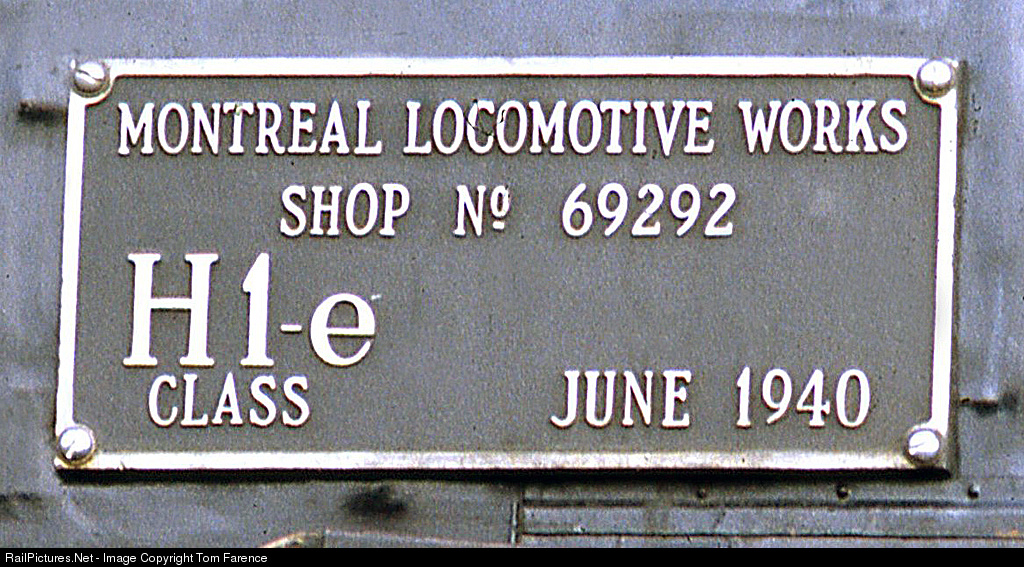 MONTREAL LOCOMOTIVE WORKS
SHOP Nº 69292
H1-e
CLASS
JUNE 1940
RailPictures.Net - Image Copyright Tom Farence